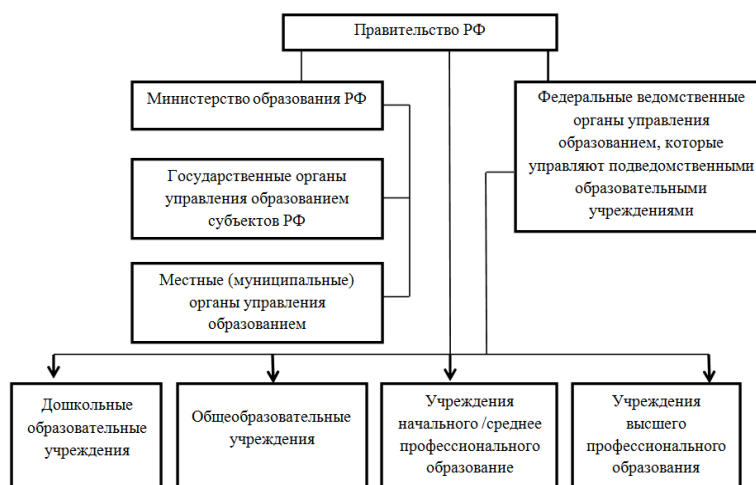 Правительство РФ
Министерство образования РФ
Федеральные ведомственные
органы управления
образованием, которые
управляют подведомственными
образовательными
учреждениями
Государственные органы
управления образованием
субъектов РФ
Местные (муниципальные)
органы управления
образованием
Дошкольные
образовательные
учреждения
Общеобразовательные
учреждения
Учреждения
начального /среднее
профессионального
образование
Учреждения
высшего
профессионального
образования